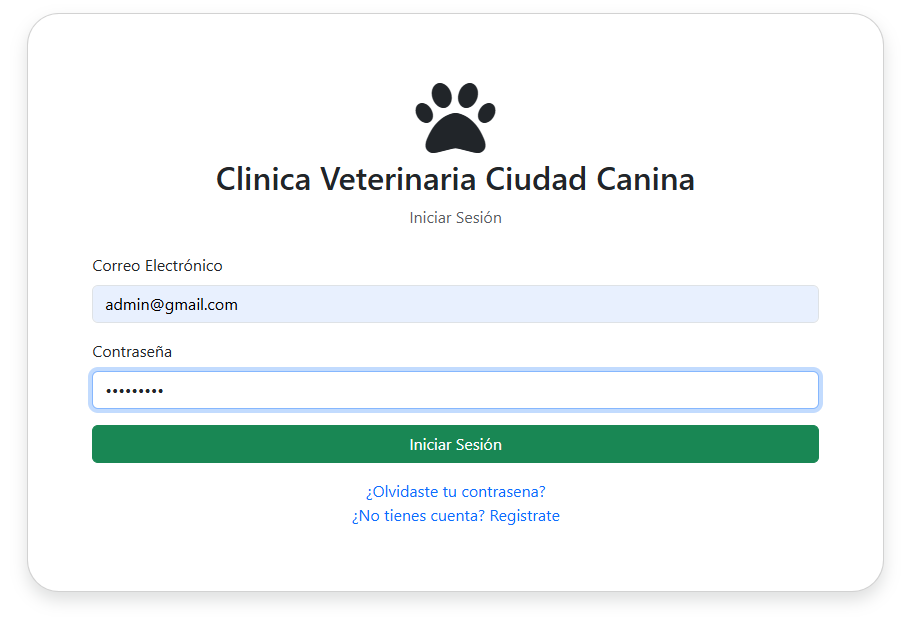 Clinica Veterinaria Ciudad Canina
Iniciar Sesión
Correo Electrónico
admin@gmail.com
Contraseña
•••••••••
Iniciar Sesión
¿Olvidaste tu contrasena?
¿No tienes cuenta? Registrate